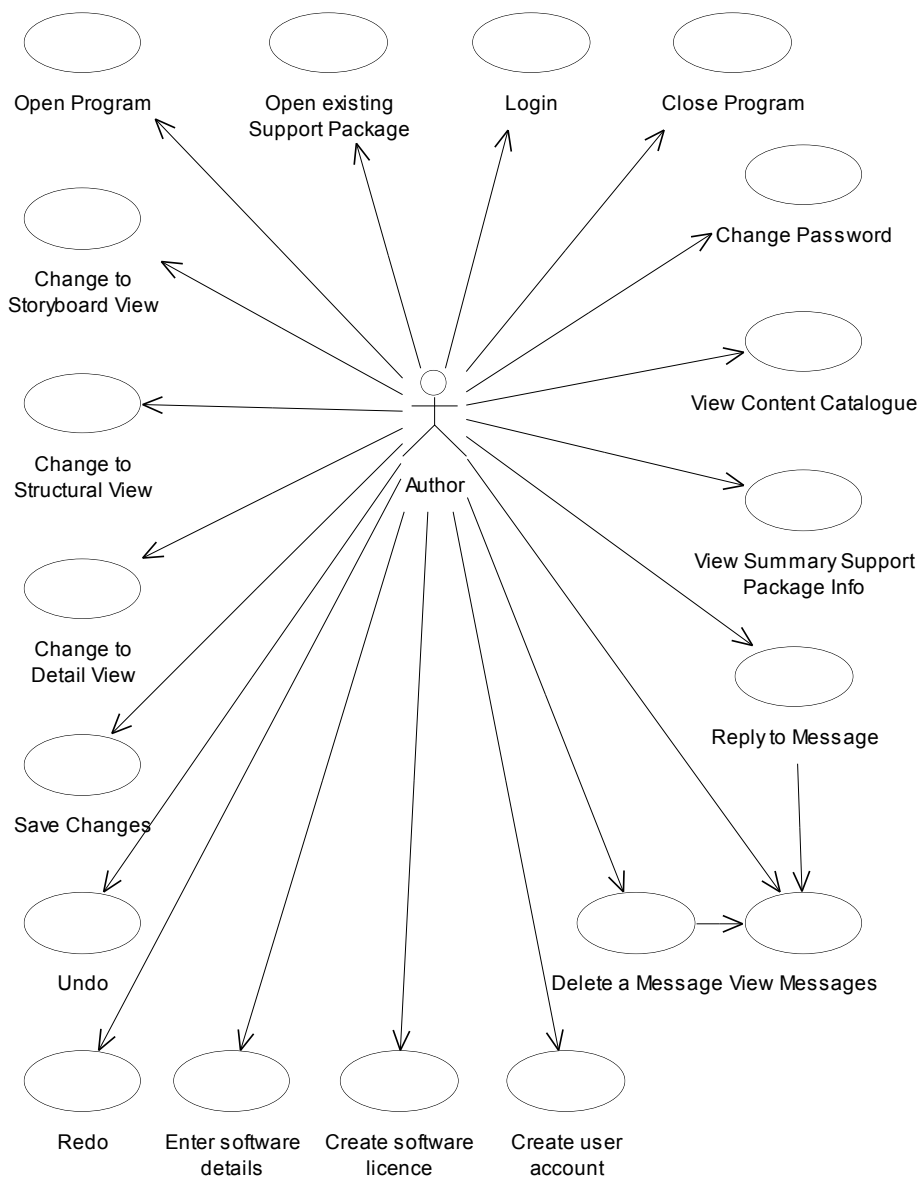 Open Program
Open existing
Support Package
Login
Close Program
Change Password
Change to
Storyboard View
View Content Catalogue
Change to
Structural View
Author
View Summary Support
Package Info
Change to
Detail View
Reply to Message
Save Changes
Undo
Delete a Message
View Messages
Redo
Enter software
details
Create software
licence
Create user
account